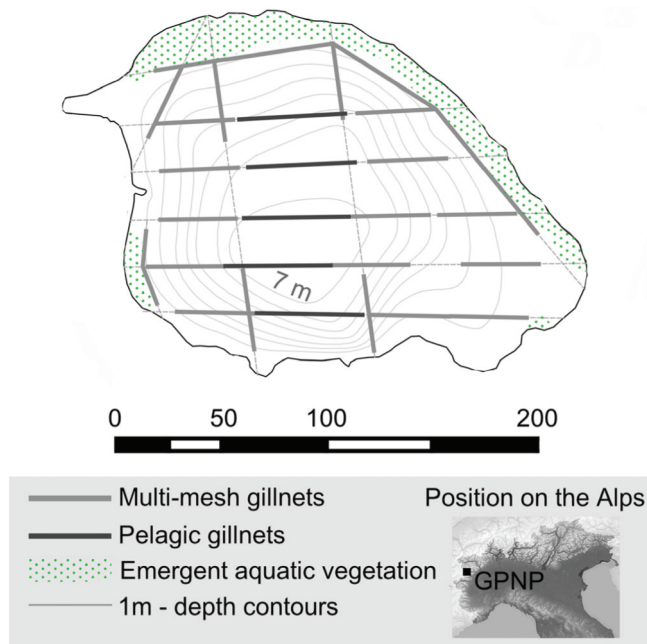 7 m
0 50 100 200
Multi-mesh gillnets
Pelagic gillnets
Emergent aquatic vegetation
1m - depth contours
Position on the Alps
GPNP